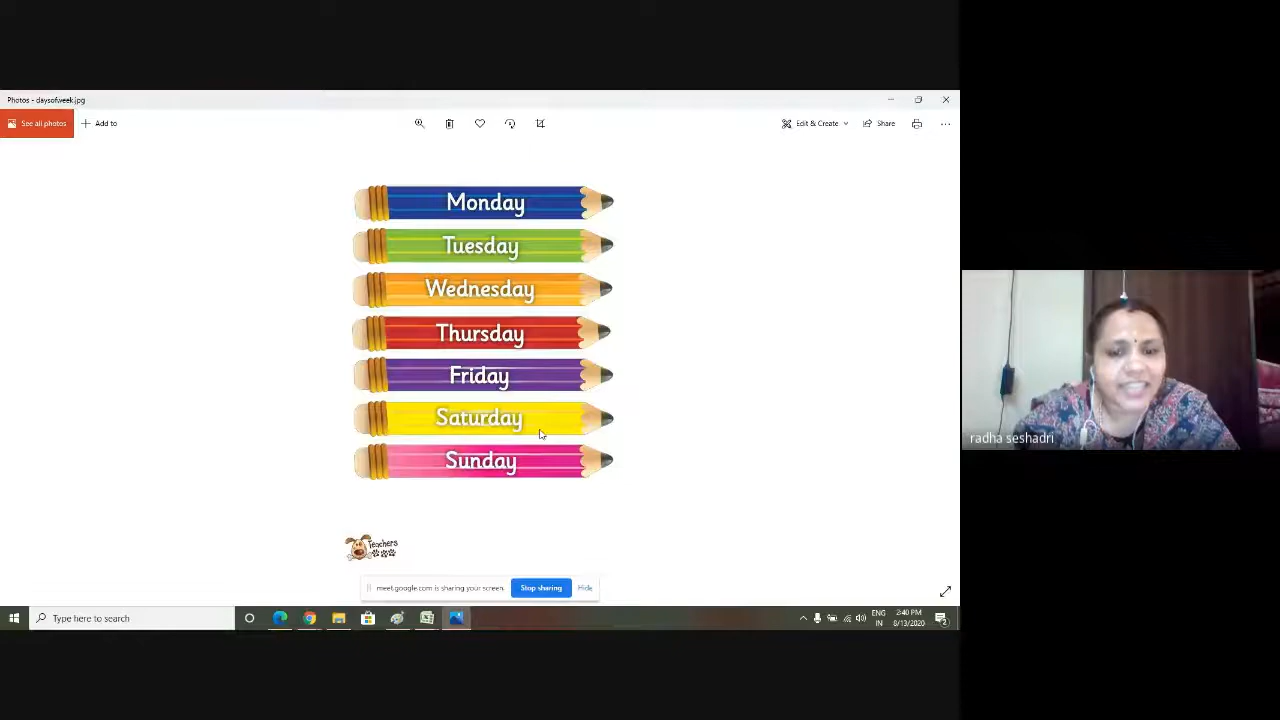 Photos - daysofweek.jpg
See all photos
Add to
Edit & Create
Share
Monday
Tuesday
Wednesday
Thursday
Friday
Saturday
Sunday
radha seshadri
Teachers
meet.google.com is sharing your screen.
Stop sharing
Hide
Type here to search
ENG
IN
2:40 PM
8/13/2020
2